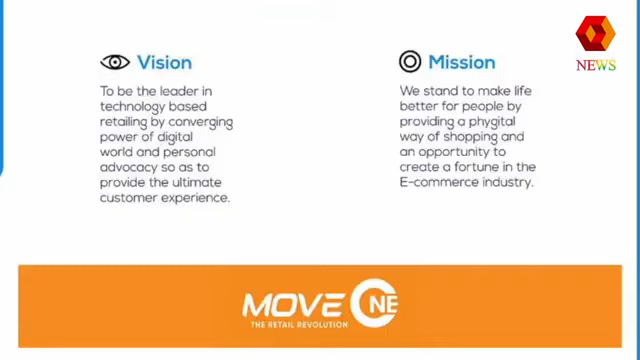 NEWS
Vision
To be the leader in
technology based
retailing by converging
power of digital
world and personal
advocacy so as to
provide the ultimate
customer experience.
Mission
We stand to make life
better for people by
providing a phygital
way of shopping and
an opportunity to
create a fortune in the
E-commerce industry.
MOVE ONE
THE RETAIL REVOLUTION